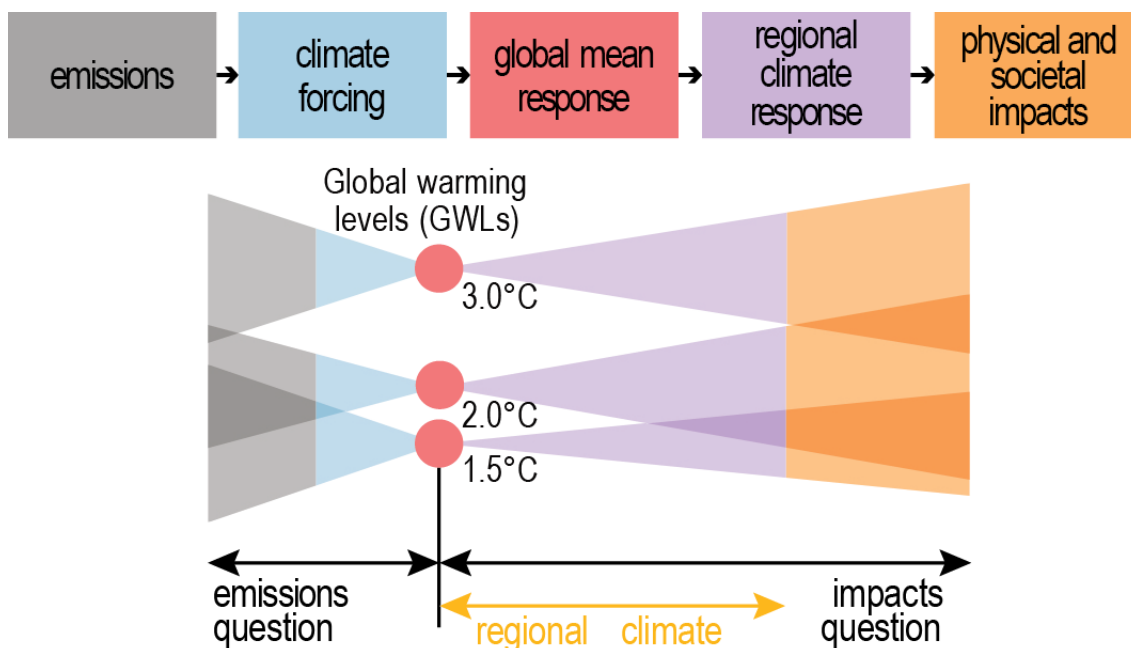 emissions
climate
forcing
global mean
response
regional
climate
response
physical and
societal
impacts
Global warming
levels (GWLs)
3.0°C
2.0°C
1.5°C
emissions
question
regional climate
impacts
question